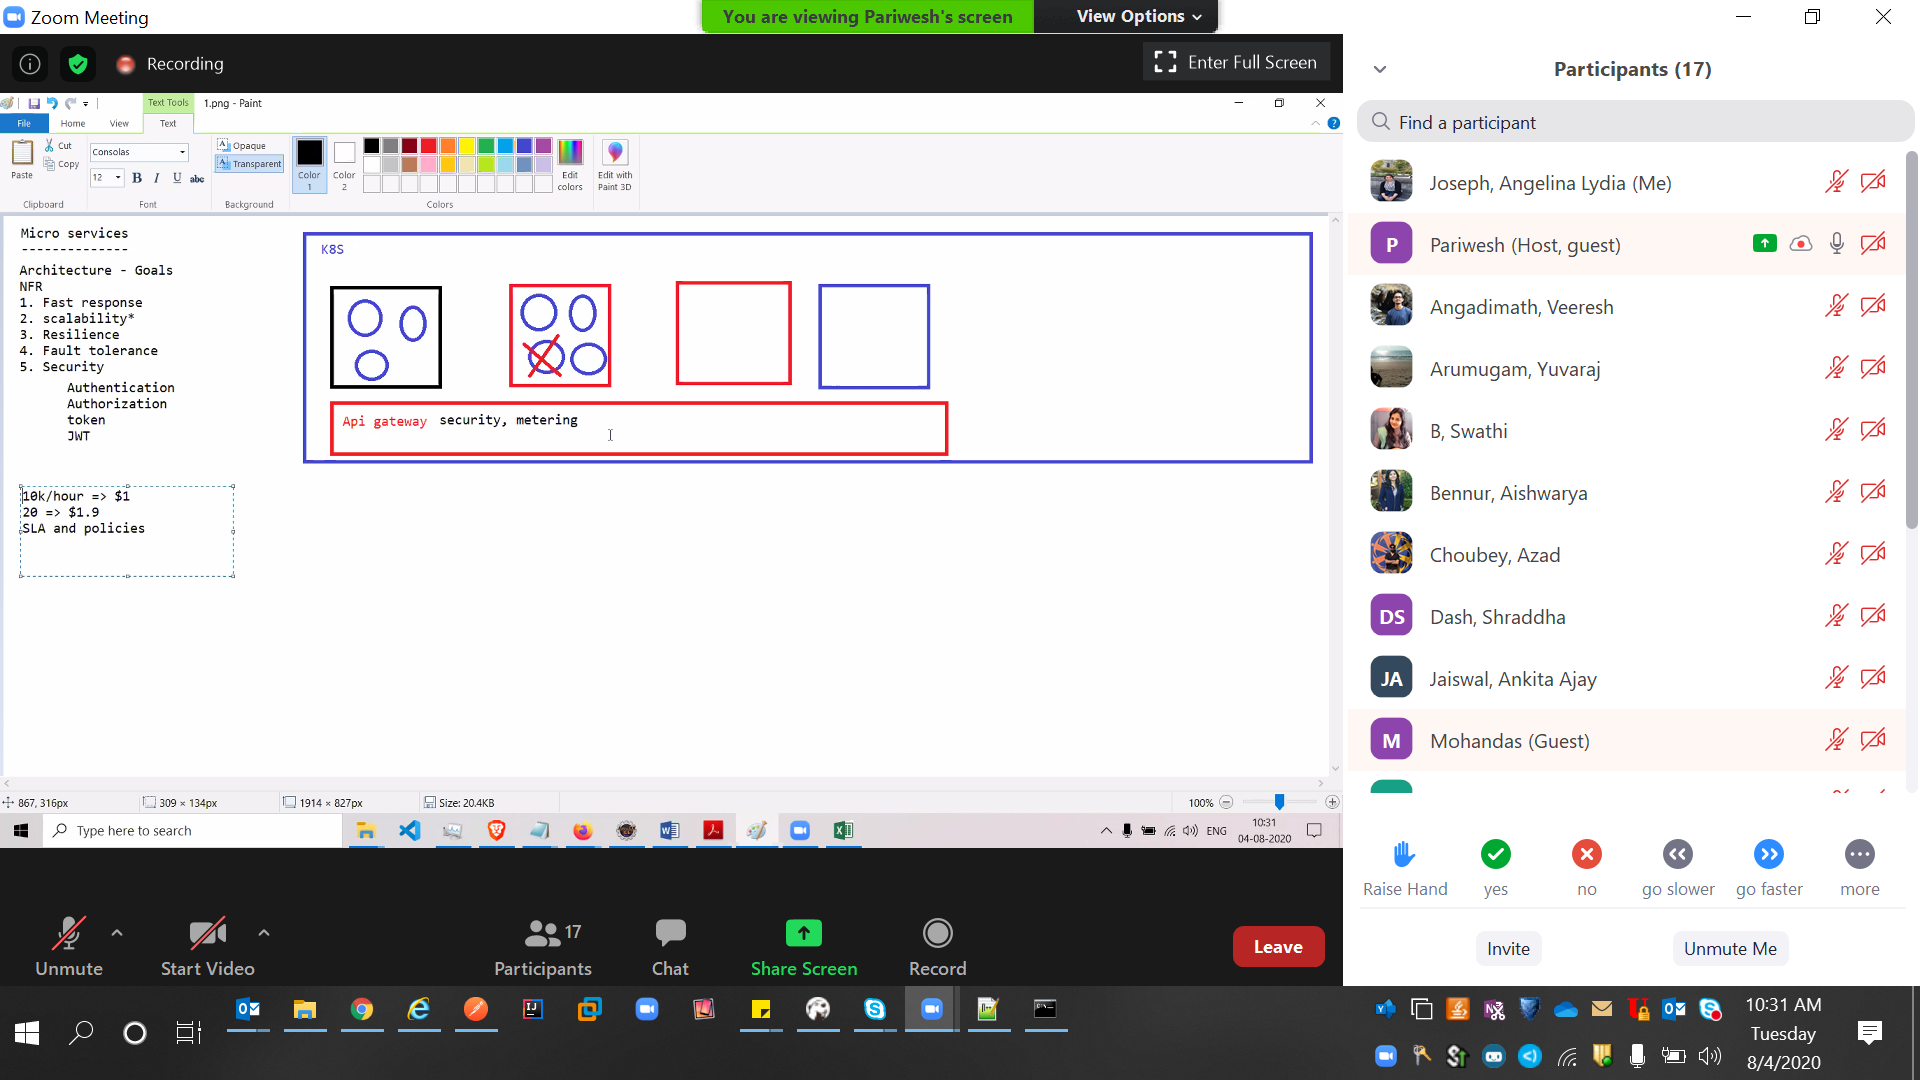 Zoom Meeting
You are viewing Pariwesh's screen
View Options
Recording
Enter Full Screen
Text Tools
1.png - Paint
File
Home
View
Text
Paste
Cut
Copy
Clipboard
Consolas
12
B I U abc
Font
Opaque
Transparent
Background
Color 1
Color 2
Edit colors
Colors
Edit with Paint 3D
Micro services
--------------
Architecture - Goals
NFR
1. Fast response
2. scalability*
3. Resilience
4. Fault tolerance
5. Security
Authentication
Authorization
token
JWT
10k/hour => $1
20 => $1.9
SLA and policies
K8S
Api gateway security, metering
867, 316px
309 × 134px
1914 × 827px
Size: 20.4KB
100%
Type here to search
ENG
10:31
04-08-2020
Unmute
Start Video
17
Participants
Chat
Share Screen
Record
Leave
Participants (17)
Find a participant
Joseph, Angelina Lydia (Me)
P
Pariwesh (Host, guest)
Angadimath, Veeresh
Arumugam, Yuvaraj
B, Swathi
Bennur, Aishwarya
Choubey, Azad
DS
Dash, Shraddha
JA
Jaiswal, Ankita Ajay
M
Mohandas (Guest)
Raise Hand
yes
no
go slower
go faster
more
Invite
Unmute Me
10:31 AM
Tuesday
8/4/2020